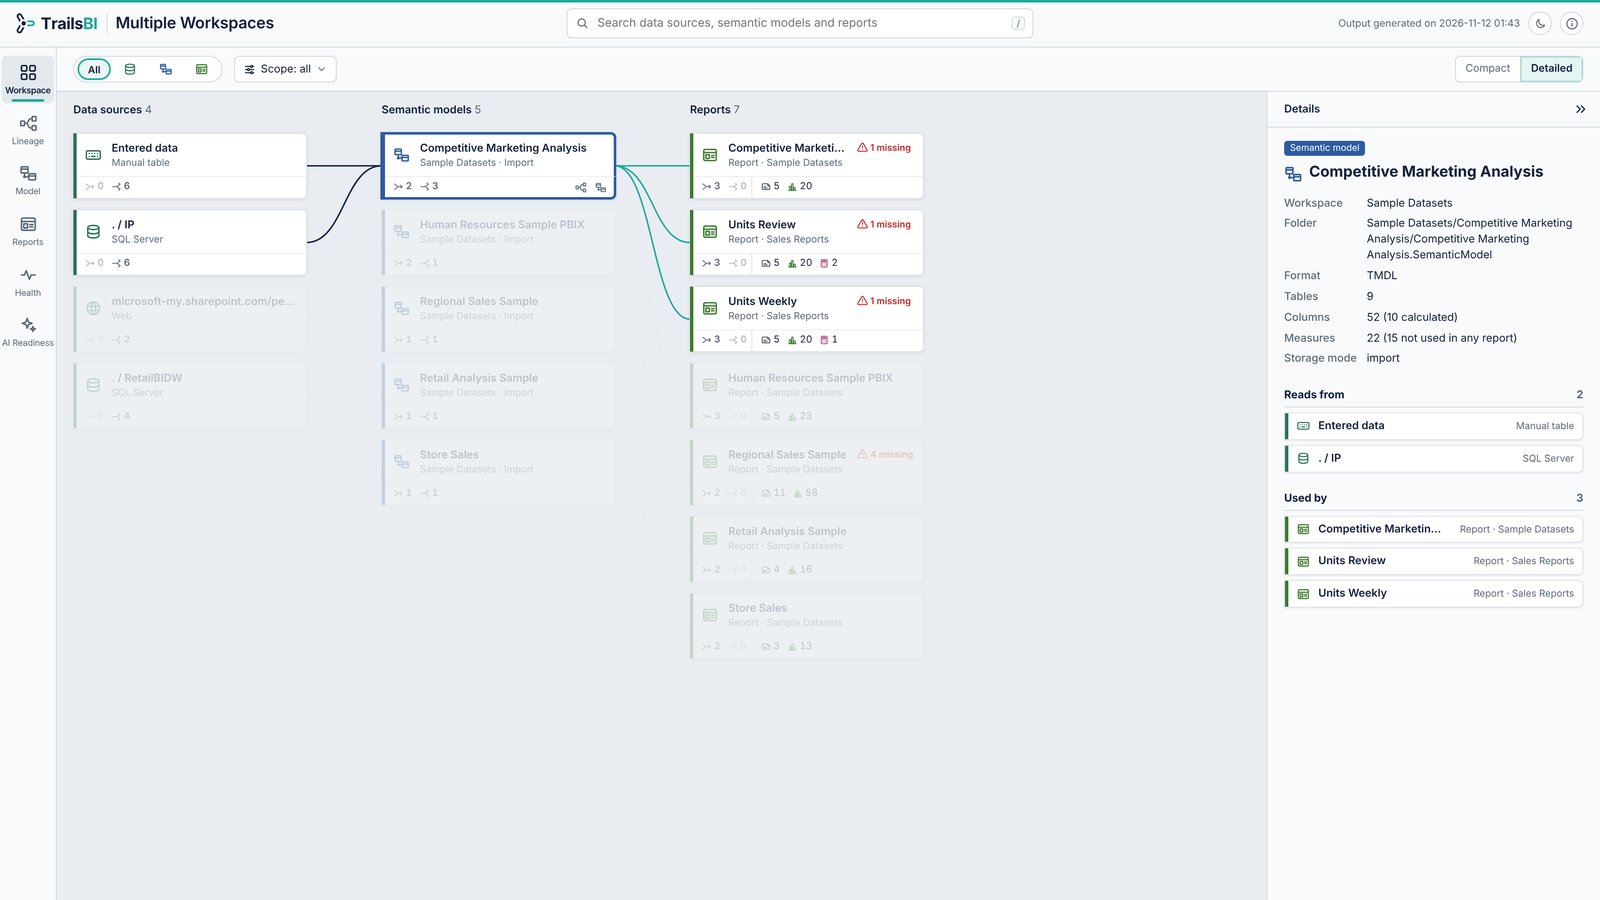 TrailsBI
Multiple Workspaces
Search data sources, semantic models and reports
/
Output generated on 2026-11-12 01:43
Workspace
Lineage
Model
Reports
Health
AI Readiness
All
Scope: all
Compact
Detailed
Data sources 4
Entered data
Manual table
0 6
. / IP
SQL Server
0 6
microsoft-my.sharepoint.com/pe...
Web
0 2
. / RetailBIDW
SQL Server
0 4
Semantic models 5
Competitive Marketing Analysis
Sample Datasets · Import
2 3
Human Resources Sample PBIX
Sample Datasets · Import
2 1
Regional Sales Sample
Sample Datasets · Import
1 1
Retail Analysis Sample
Sample Datasets · Import
1 1
Store Sales
Sample Datasets · Import
1 1
Reports 7
Competitive Marketi... 1 missing
Report · Sample Datasets
3 0 5 20
Units Review 1 missing
Report · Sales Reports
3 0 5 20 2
Units Weekly 1 missing
Report · Sales Reports
3 0 5 20 1
Human Resources Sample PBIX
Report · Sample Datasets
3 0 5 23
Regional Sales Sample 4 missing
Report · Sample Datasets
2 0 11 58
Retail Analysis Sample
Report · Sample Datasets
2 0 4 16
Store Sales
Report · Sample Datasets
2 0 3 13
Details
Semantic model
Competitive Marketing Analysis
Workspace Sample Datasets
Folder Sample Datasets/Competitive Marketing
Analysis/Competitive Marketing
Analysis.SemanticModel
Format TMDL
Tables 9
Columns 52 (10 calculated)
Measures 22 (15 not used in any report)
Storage mode import
Reads from 2
Entered data Manual table
. / IP SQL Server
Used by 3
Competitive Marketin... Report · Sample Datasets
Units Review Report · Sales Reports
Units Weekly Report · Sales Reports